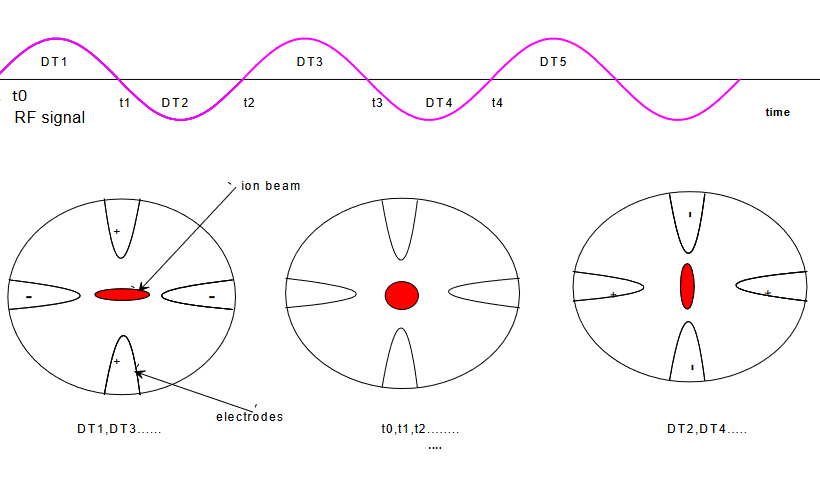 DT1
DT3
DT5
t0
t1
DT2
t2
t3
DT4
t4
RF signal
time
ion beam
+
-
-
+
+
+
electrodes
DT1,DT3......
t0,t1,t2........
....
DT2,DT4.....